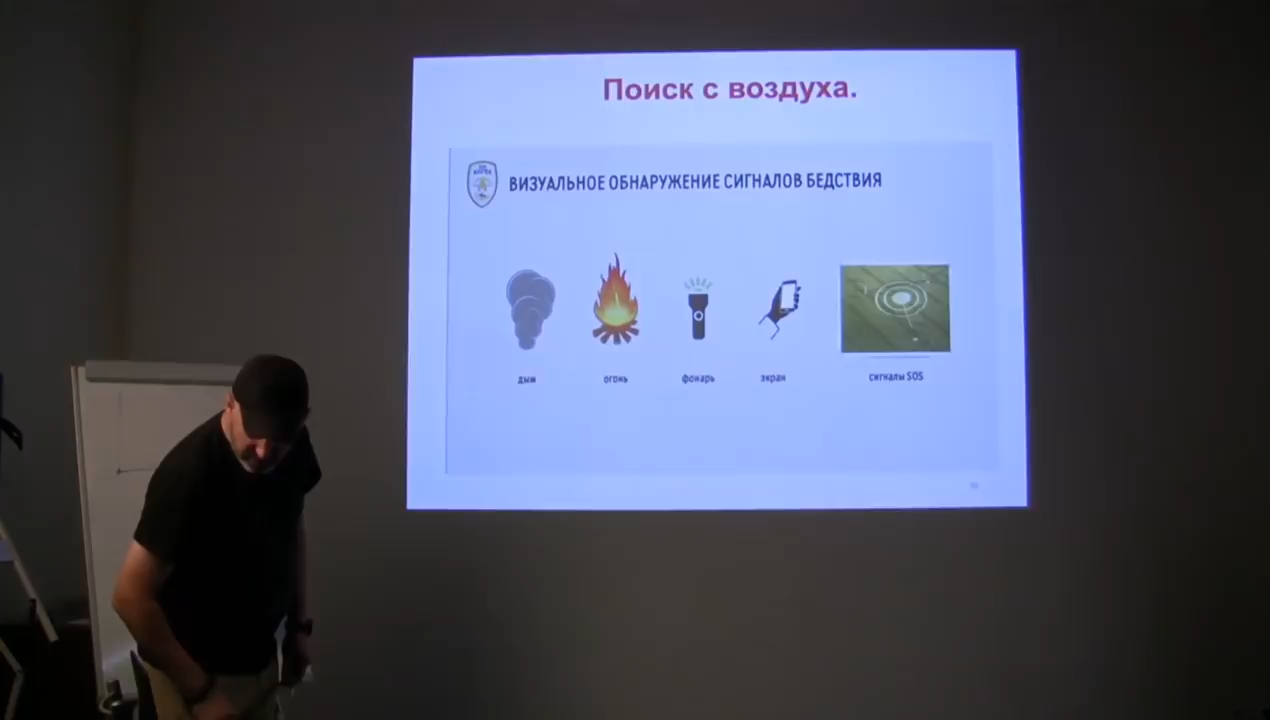 Поиск с воздуха.
ВИЗУАЛЬНОЕ ОБНАРУЖЕНИЕ СИГНАЛОВ БЕДСТВИЯ
дым
огонь
фонарь
экран
сигналы SOS